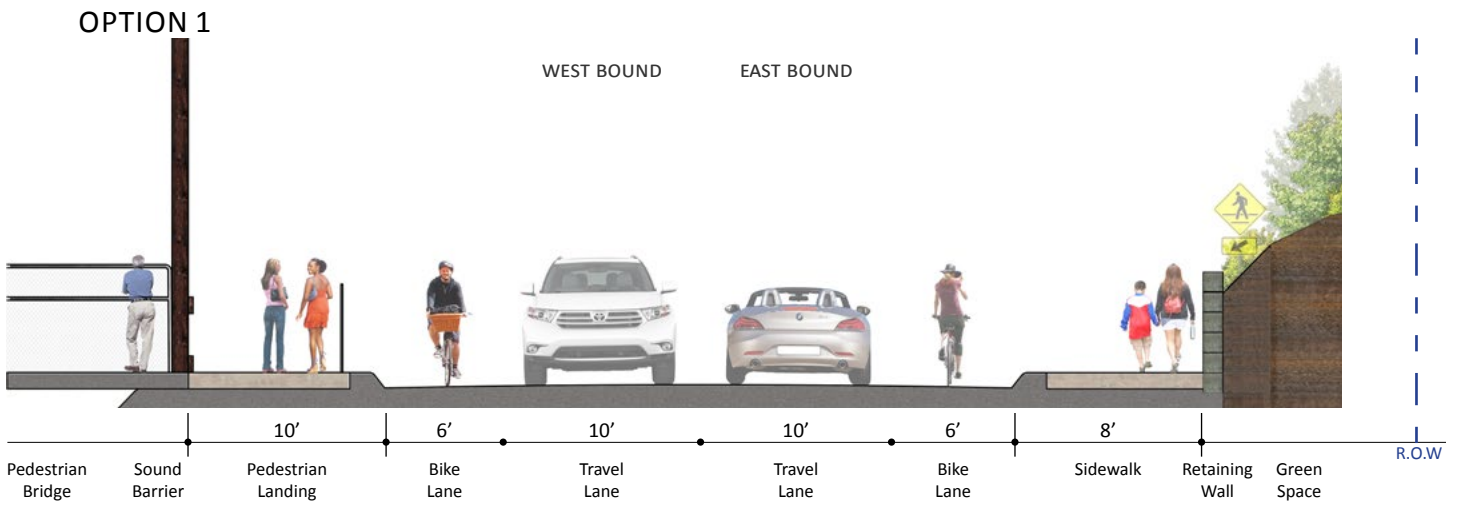 OPTION 1
WEST BOUND
EAST BOUND
10’
6’
10’
10’
6’
8’
R.O.W
Pedestrian
Bridge
Sound
Barrier
Pedestrian
Landing
Bike
Lane
Travel
Lane
Travel
Lane
Bike
Lane
Sidewalk
Retaining
Wall
Green
Space